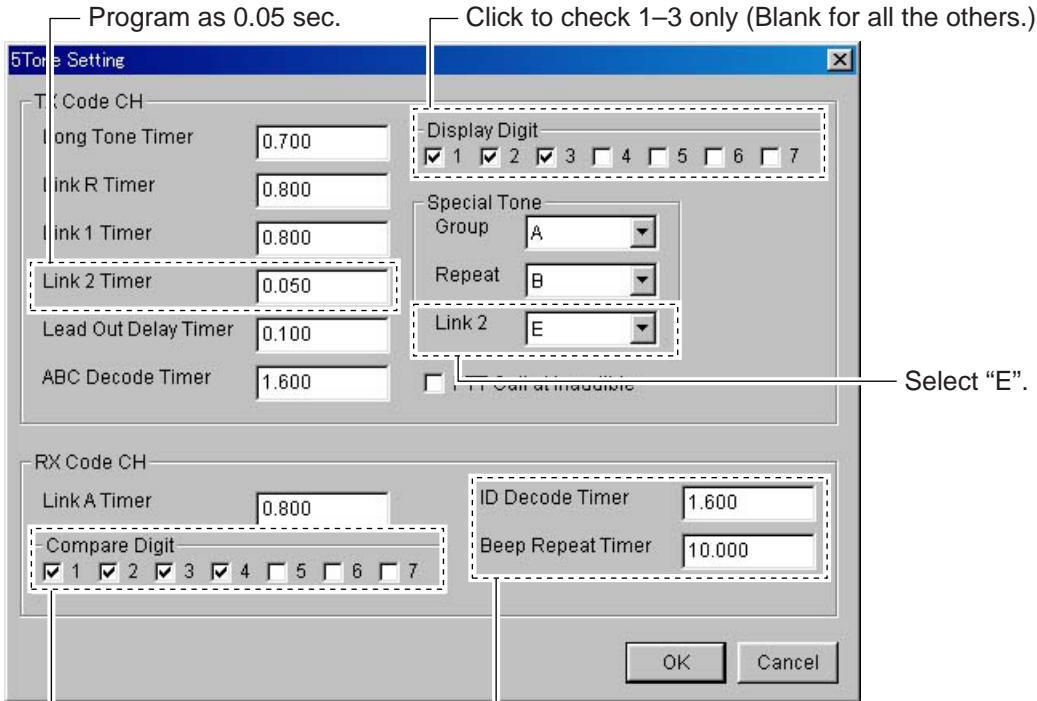 Program as 0.05 sec.
Click to check 1–3 only (Blank for all the others.)
5Tone Setting
TX Code CH
Long Tone Timer 0.700
Link R Timer 0.800
Link 1 Timer 0.800
Link 2 Timer 0.050
Lead Out Delay Timer 0.100
ABC Decode Timer 1.600
Display Digit
1 2 3 4 5 6 7
Special Tone
Group A
Repeat B
Link 2 E
PTT Call at Inaudible
Select “E”.
RX Code CH
Link A Timer 0.800
Compare Digit
1 2 3 4 5 6 7
ID Decode Timer 1.600
Beep Repeat Timer 10.000
OK Cancel